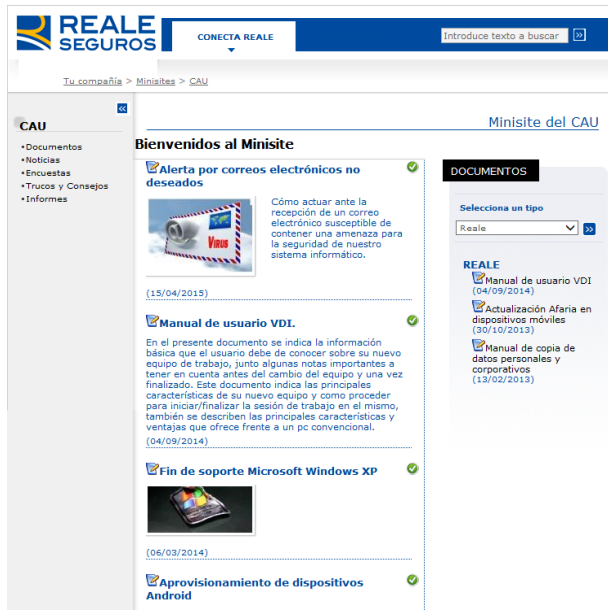 REALE
SEGUROS
CONECTA REALE
Introduce texto a buscar
Tu compañía > Minisites > CAU
CAU
•Documentos
•Noticias
•Encuestas
•Trucos y Consejos
•Informes
Minisite del CAU
Bienvenidos al Minisite
Alerta por correos electrónicos no
deseados
VIRUS
Cómo actuar ante la
recepción de un correo
electrónico susceptible de
contener una amenaza para
la seguridad de nuestro
sistema informático.
(15/04/2015)
Manual de usuario VDI.
En el presente documento se indica la información
básica que el usuario debe de conocer sobre su nuevo
equipo de trabajo, junto algunas notas importantes a
tener en cuenta antes del cambio del equipo y una vez
finalizado. Este documento indica las principales
características de su nuevo equipo y como proceder
para iniciar/finalizar la sesión de trabajo en el mismo,
también se describen las principales características y
ventajas que ofrece frente a un pc convencional.
(04/09/2014)
Fin de soporte Microsoft Windows XP
(06/03/2014)
Aprovisionamiento de dispositivos
Android
DOCUMENTOS
Selecciona un tipo
Reale
REALE
Manual de usuario VDI
(04/09/2014)
Actualización Afaria en
dispositivos móviles
(30/10/2013)
Manual de copia de
datos personales y
corporativos
(13/02/2013)